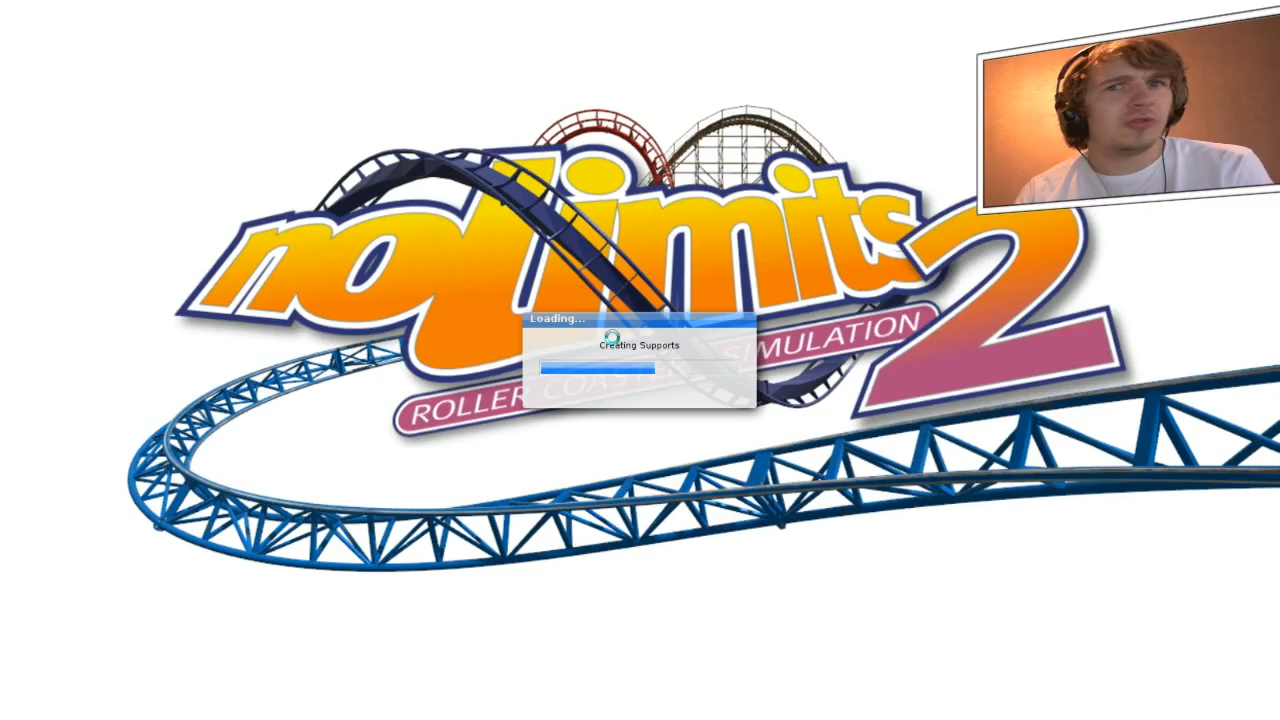 noLimits 2
ROLLER COASTER SIMULATION
Loading...
Creating Supports